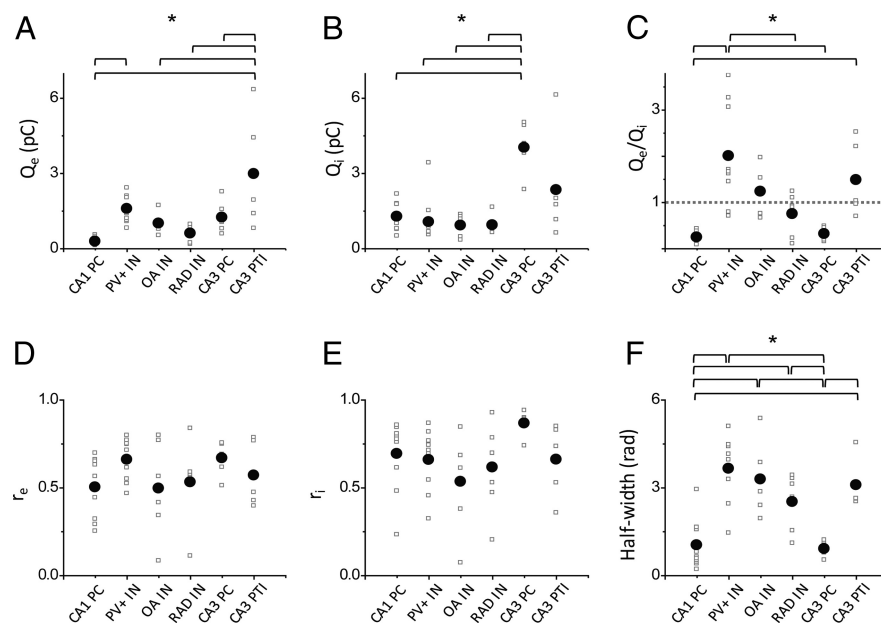 A
*
Qe (pC)
6
3
0
CA1 PC
PV+ IN
OA IN
RAD IN
CA3 PC
CA3 PTI
B
*
Qi (pC)
6
3
0
CA1 PC
PV+ IN
OA IN
RAD IN
CA3 PC
CA3 PTI
C
*
Qe/Qi
3
1
0
CA1 PC
PV+ IN
OA IN
RAD IN
CA3 PC
CA3 PTI
D
re
1.0
0.5
0.0
CA1 PC
PV+ IN
OA IN
RAD IN
CA3 PC
CA3 PTI
E
ri
1.0
0.5
0.0
CA1 PC
PV+ IN
OA IN
RAD IN
CA3 PC
CA3 PTI
F
*
Half-width (rad)
6
3
0
CA1 PC
PV+ IN
OA IN
RAD IN
CA3 PC
CA3 PTI